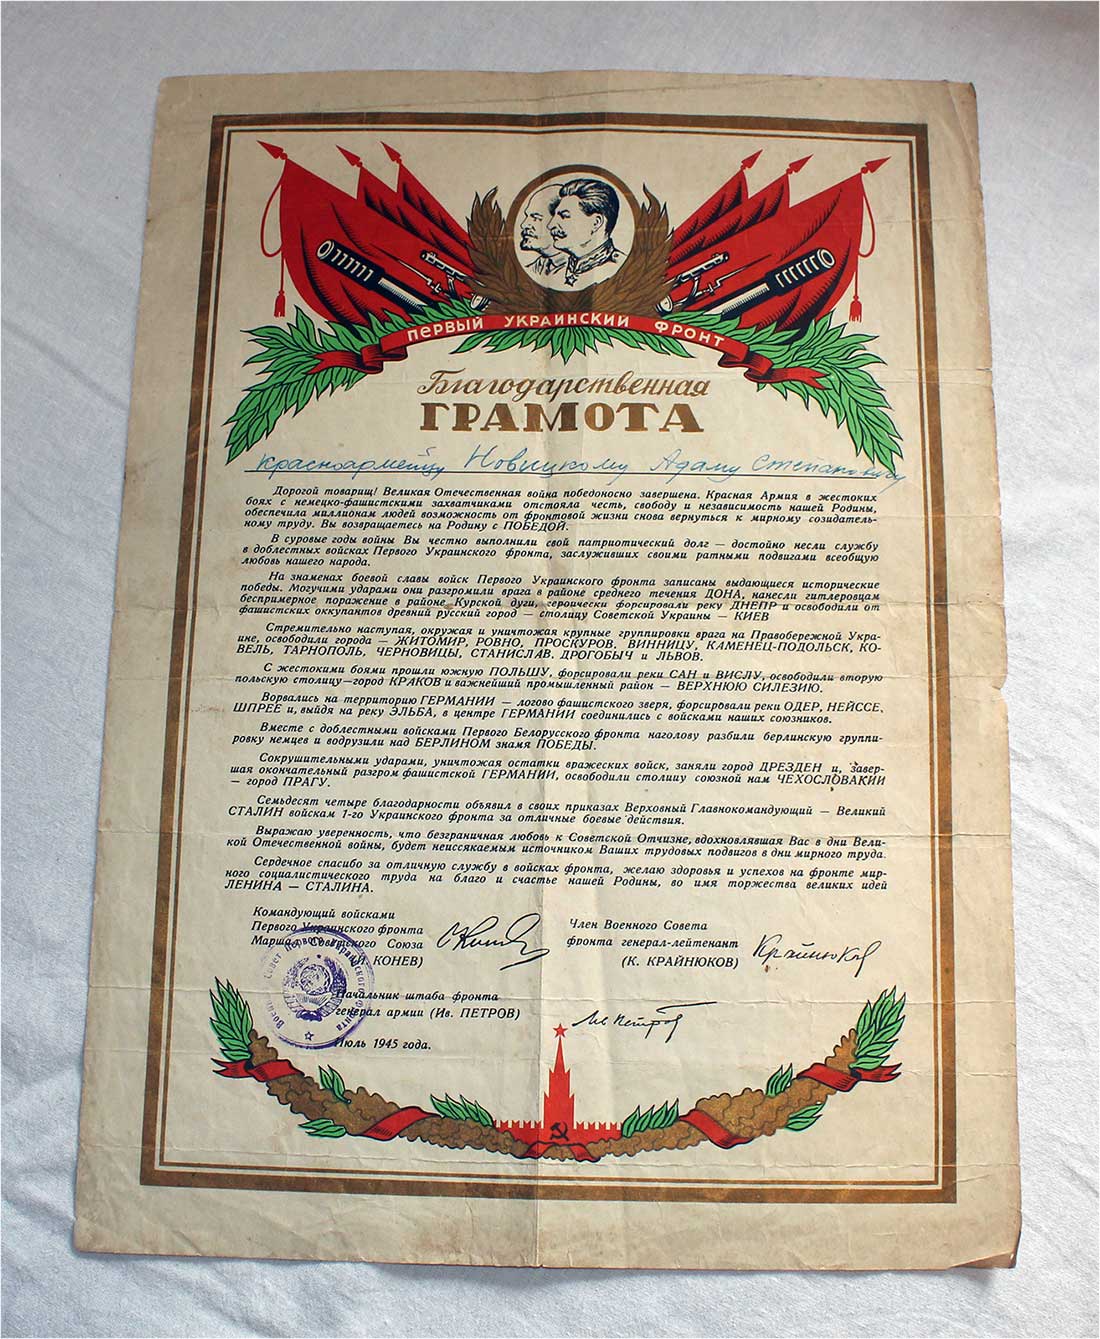 ПЕРВЫЙ УКРАИНСКИЙ ФРОНТ
Благодарственная
ГРАМОТА
красноармейцу Новицкому Адаму Степановичу
Дорогой товарищ! Великая Отечественная война победоносно завершена. Красная Армия в жестоких
боях с немецко-фашистскими захватчиками отстояла честь, свободу и независимость нашей Родины,
обеспечила миллионам людей возможность от фронтовой жизни снова вернуться к мирному созидатель-
ному труду. Вы возвращаетесь на Родину с ПОБЕДОЙ.
В суровые годы войны Вы честно выполнили свой патриотический долг — достойно несли службу
в доблестных войсках Первого Украинского фронта, заслуживших своими ратными подвигами всеобщую
любовь нашего народа.
На знаменах боевой славы войск Первого Украинского фронта записаны выдающиеся исторические
победы. Могучими ударами они разгромили врага в районе среднего течения ДОНА, нанесли гитлеровцам
беспримерное поражение в районе Курской дуги, героически форсировали реку ДНЕПР и освободили от
фашистских оккупантов древний русский город — столицу Советской Украины — КИЕВ
Стремительно наступая, окружая и уничтожая крупные группировки врага на Правобережной Укра-
ине, освободили города — ЖИТОМИР, РОВНО, ПРОСКУРОВ, ВИННИЦУ, КАМЕНЕЦ-ПОДОЛЬСК, КО-
ВЕЛЬ, ТАРНОПОЛЬ, ЧЕРНОВИЦЫ, СТАНИСЛАВ, ДРОГОБЫЧ и ЛЬВОВ.
С жестокими боями прошли южную ПОЛЬШУ, форсировали реки САН и ВИСЛУ, освободили вторую
польскую столицу—город КРАКОВ и важнейший промышленный район — ВЕРХНЮЮ СИЛЕЗИЮ.
Ворвались на территорию ГЕРМАНИИ — логово фашистского зверя, форсировали реки ОДЕР, НЕЙССЕ,
ШПРЕЕ и, выйдя на реку ЭЛЬБА, в центре ГЕРМАНИИ соединились с войсками наших союзников.
Вместе с доблестными войсками Первого Белорусского фронта наголову разбили берлинскую группи-
ровку немцев и водрузили над БЕРЛИНОМ знамя ПОБЕДЫ.
Сокрушительными ударами, уничтожая остатки вражеских войск, заняли город ДРЕЗДЕН и, завер-
шая окончательный разгром фашистской ГЕРМАНИИ, освободили столицу союзной нам ЧЕХОСЛОВАКИИ
— город ПРАГУ.
Семьдесят четыре благодарности объявил в своих приказах Верховный Главнокомандующий — Великий
СТАЛИН войскам 1-го Украинского фронта за отличные боевые действия.
Выражаю уверенность, что безграничная любовь к Советской Отчизне, вдохновлявшая Вас в дни Вели-
кой Отечественной войны, будет неиссякаемым источником Ваших трудовых подвигов в дни мирного труда.
Сердечное спасибо за отличную службу в войсках фронта, желаю здоровья и успехов на фронте мир-
ного социалистического труда на благо и счастье нашей Родины, во имя торжества великих идей
ЛЕНИНА — СТАЛИНА.
Командующий войсками
Первого Украинского фронта
Маршал Советского Союза
КОНЕВ)
Член Военного Совета
фронта генерал-лейтенант
(К. КРАЙНЮКОВ)
Крайнюков
Начальник штаба фронта
генерал армии (Ив. ПЕТРОВ)
Ив Петров
Июль 1945 года.